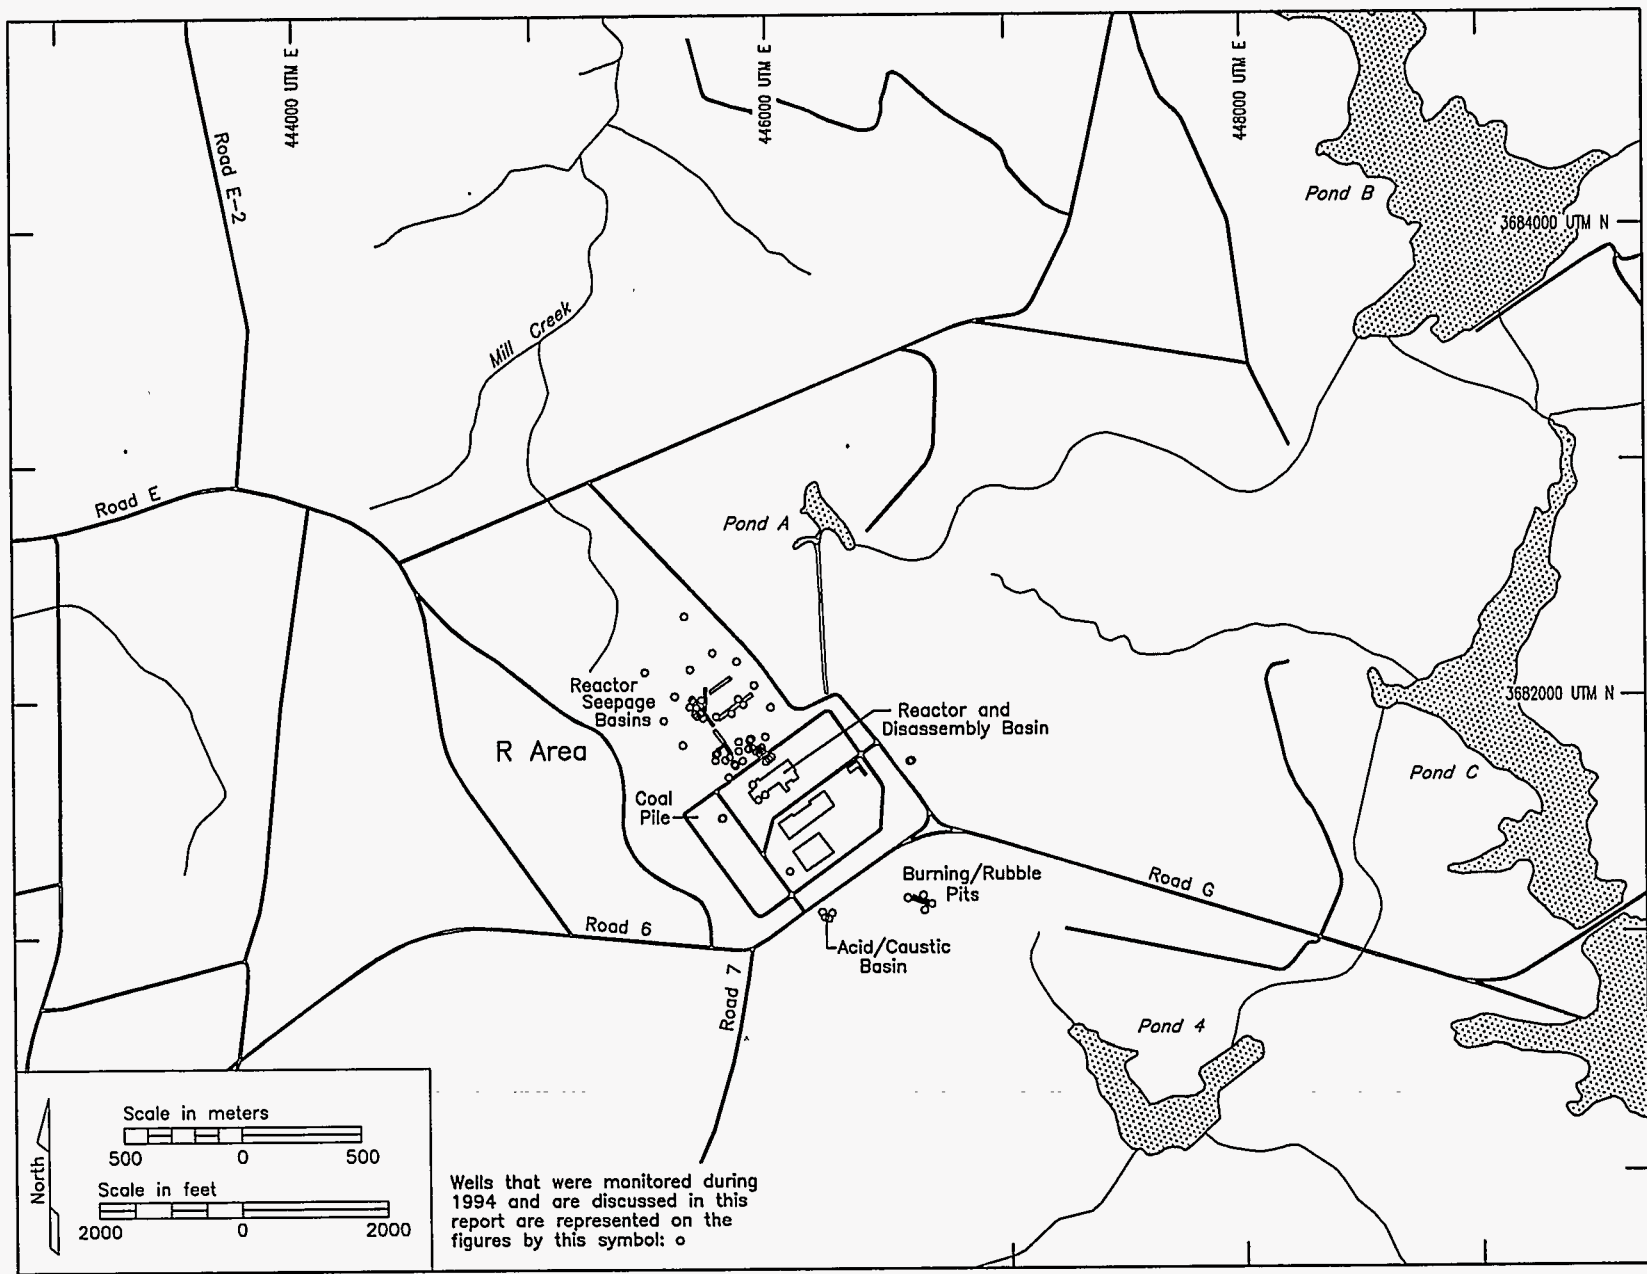 444000 UTM E
446000 UTM E
448000 UTM E
Road E-2
Pond B
3684000 UTM N
Mill Creek
Road E
Pond A
Reactor
Seepage
Basins
3682000 UTM N
Reactor and
Disassembly Basin
R Area
Pond C
Coal
Pile
Burning/Rubble
Pits
Road G
Road 6
Acid/Caustic
Basin
Road 7
Pond 4
North
Scale in meters
500 0 500
Scale in feet
2000 0 2000
Wells that were monitored during
1994 and are discussed in this
report are represented on the
figures by this symbol: o